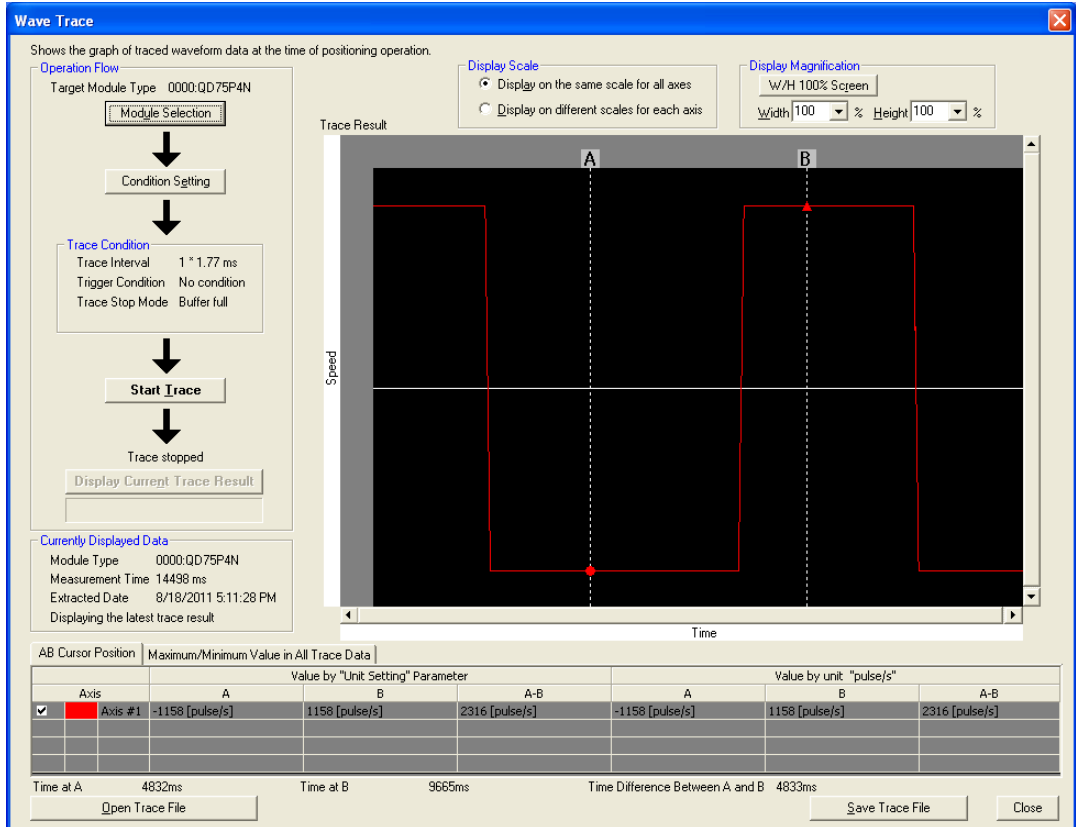 Wave Trace
Shows the graph of traced waveform data at the time of positioning operation.
Operation Flow
Target Module Type 0000:QD75P4N
Module Selection
Condition Setting
Trace Condition
Trace Interval 1 * 1.77 ms
Trigger Condition No condition
Trace Stop Mode Buffer full
Start Trace
Trace stopped
Display Current Trace Result
Currently Displayed Data
Module Type 0000:QD75P4N
Measurement Time 14498 ms
Extracted Date 8/18/2011 5:11:28 PM
Displaying the latest trace result
Display Scale
Display on the same scale for all axes
Display on different scales for each axis
Display Magnification
W/H 100% Screen
Width 100 % Height 100 %
Trace Result
A B
Speed
Time
AB Cursor Position Maximum/Minimum Value in All Trace Data
Value by "Unit Setting" Parameter Value by unit "pulse/s"
Axis A B A-B A B A-B
Axis #1 -1158 [pulse/s] 1158 [pulse/s] 2316 [pulse/s] -1158 [pulse/s] 1158 [pulse/s] 2316 [pulse/s]
Time at A 4832ms Time at B 9665ms Time Difference Between A and B 4833ms
Open Trace File Save Trace File Close